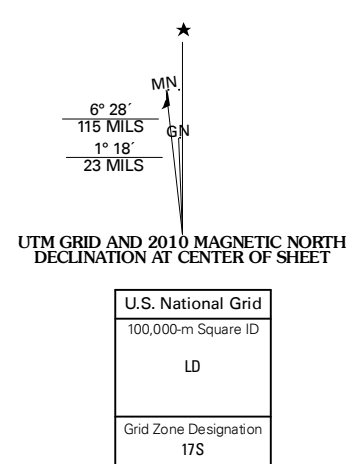 ★
MN.
6° 28´
115 MILS
GN
1° 18´
23 MILS
UTM GRID AND 2010 MAGNETIC NORTH
DECLINATION AT CENTER OF SHEET
U.S. National Grid
100,000-m Square ID
LD
Grid Zone Designation
17S